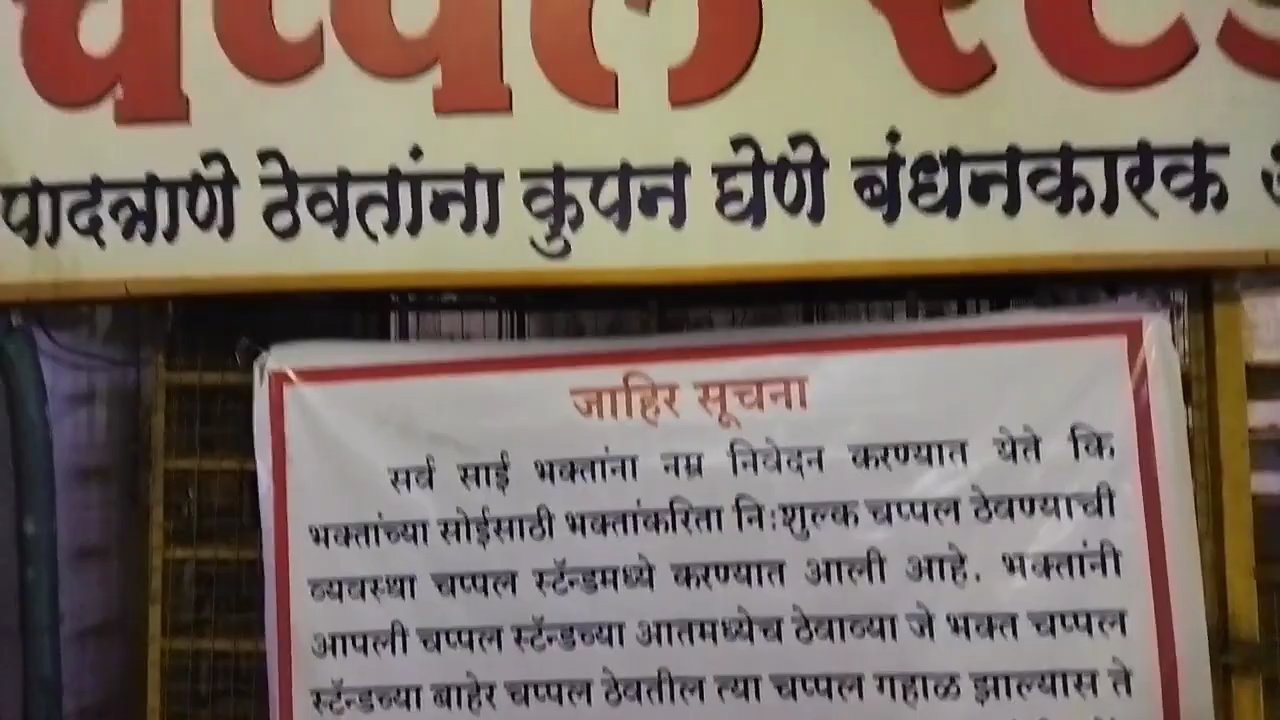 चप्पल स्टँ
पादत्राणे ठेवतांना कुपन घेणे बंधनकारक
जाहिर सूचना
सर्व साई भक्तांना नम्र निवेदन करण्यात येते कि
भक्तांच्या सोईसाठी भक्तांकरिता नि:शुल्क चप्पल ठेवण्याची
व्यवस्था चप्पल स्टॅन्डमध्ये करण्यात आली आहे. भक्तांनी
आपली चप्पल स्टॅन्डच्या आतमध्येच ठेवाव्या जे भक्त चप्पल
स्टॅन्डच्या बाहेर चप्पल ठेवतील त्या चप्पल गहाळ झाल्यास ते